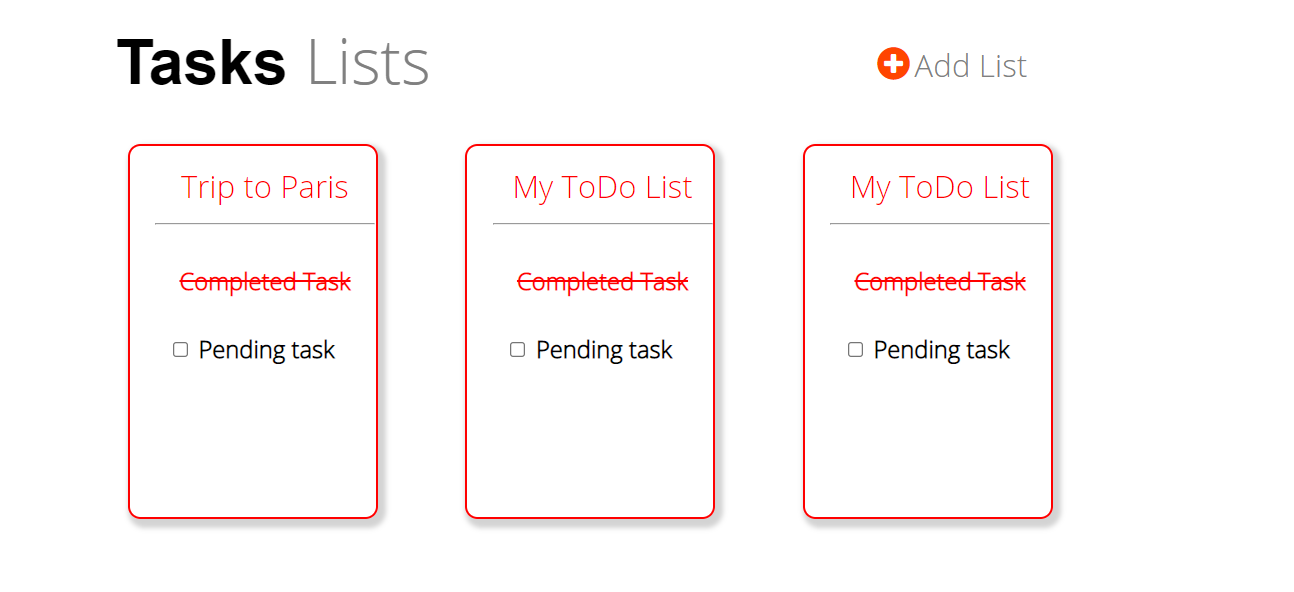 Tasks Lists
Add List
Trip to Paris
Completed Task
Pending task
My ToDo List
Completed Task
Pending task
My ToDo List
Completed Task
Pending task